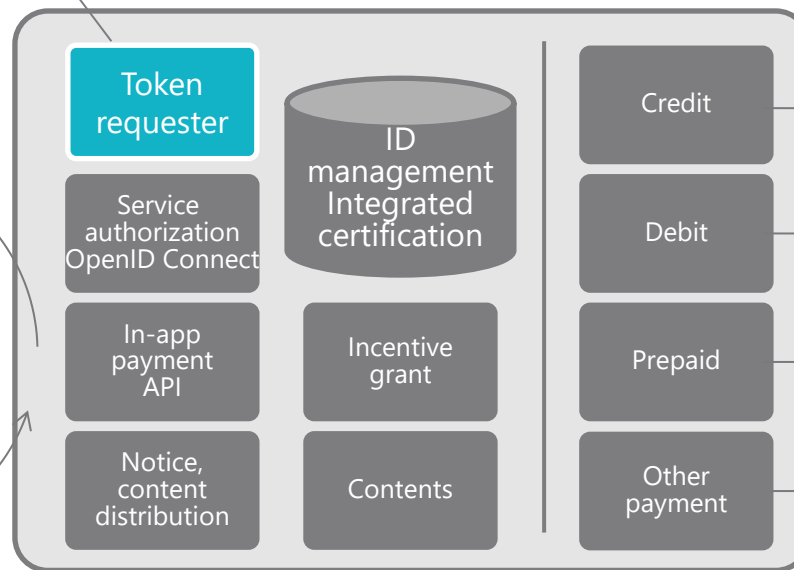 Token
requester
ID
management
Integrated
certification
Service
authorization
OpenID Connect
In-app
payment
API
Incentive
grant
Notice,
content
distribution
Contents
Credit
Debit
Prepaid
Other
payment